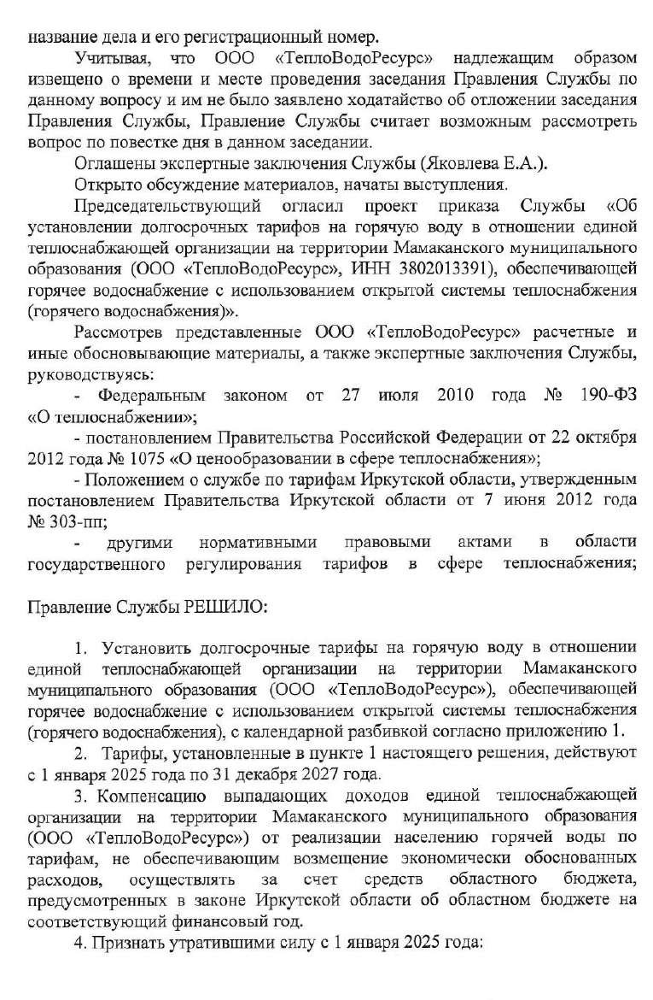 название дела и его регистрационный номер.
Учитывая, что ООО «ТеплоВодоРесурс» надлежащим образом
извещено о времени и месте проведения заседания Правления Службы по
данному вопросу и им не было заявлено ходатайство об отложении заседания
Правления Службы, Правление Службы считает возможным рассмотреть
вопрос по повестке дня в данном заседании.
Оглашены экспертные заключения Службы (Яковлева Е.А.).
Открыто обсуждение материалов, начаты выступления.
Председательствующий огласил проект приказа Службы «Об
установлении долгосрочных тарифов на горячую воду в отношении единой
теплоснабжающей организации на территории Мамаканского муниципального
образования (ООО «ТеплоВодоРесурс», ИНН 3802013391), обеспечивающей
горячее водоснабжение с использованием открытой системы теплоснабжения
(горячего водоснабжения)».
Рассмотрев представленные ООО «ТеплоВодоРесурс» расчетные и
иные обосновывающие материалы, а также экспертные заключения Службы,
руководствуясь:
- Федеральным законом от 27 июля 2010 года № 190-ФЗ
«О теплоснабжении»;
- постановлением Правительства Российской Федерации от 22 октября
2012 года № 1075 «О ценообразовании в сфере теплоснабжения»;
- Положением о службе по тарифам Иркутской области, утвержденным
постановлением Правительства Иркутской области от 7 июня 2012 года
№ 303-пп;
- другими нормативными правовыми актами в области
государственного регулирования тарифов в сфере теплоснабжения;
Правление Службы РЕШИЛО:
1. Установить долгосрочные тарифы на горячую воду в отношении
единой теплоснабжающей организации на территории Мамаканского
муниципального образования (ООО «ТеплоВодоРесурс»), обеспечивающей
горячее водоснабжение с использованием открытой системы теплоснабжения
(горячего водоснабжения), с календарной разбивкой согласно приложению 1.
2. Тарифы, установленные в пункте 1 настоящего решения, действуют
с 1 января 2025 года по 31 декабря 2027 года.
3. Компенсацию выпадающих доходов единой теплоснабжающей
организации на территории Мамаканского муниципального образования
(ООО «ТеплоВодоРесурс») от реализации населению горячей воды по
тарифам, не обеспечивающим возмещение экономически обоснованных
расходов, осуществлять за счет средств областного бюджета,
предусмотренных в законе Иркутской области об областном бюджете на
соответствующий финансовый год.
4. Признать утратившими силу с 1 января 2025 года: